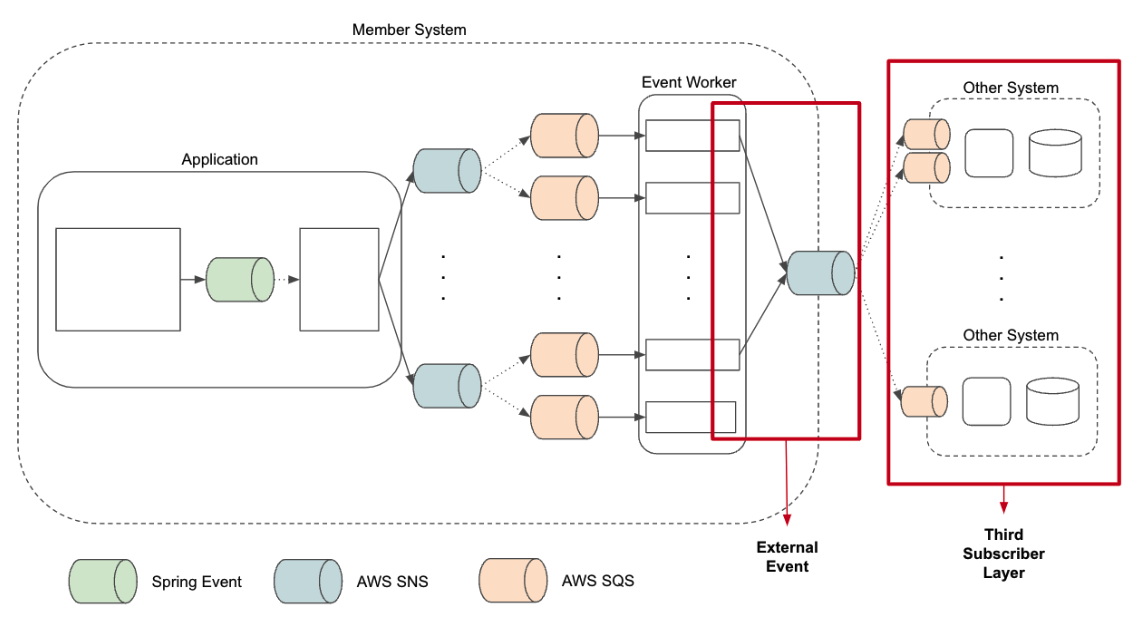 Member System
Event Worker
Other System
Application
.
.
.
.
.
.
.
.
.
.
.
.
Other System
External
Event
Third
Subscriber
Layer
Spring Event
AWS SNS
AWS SQS